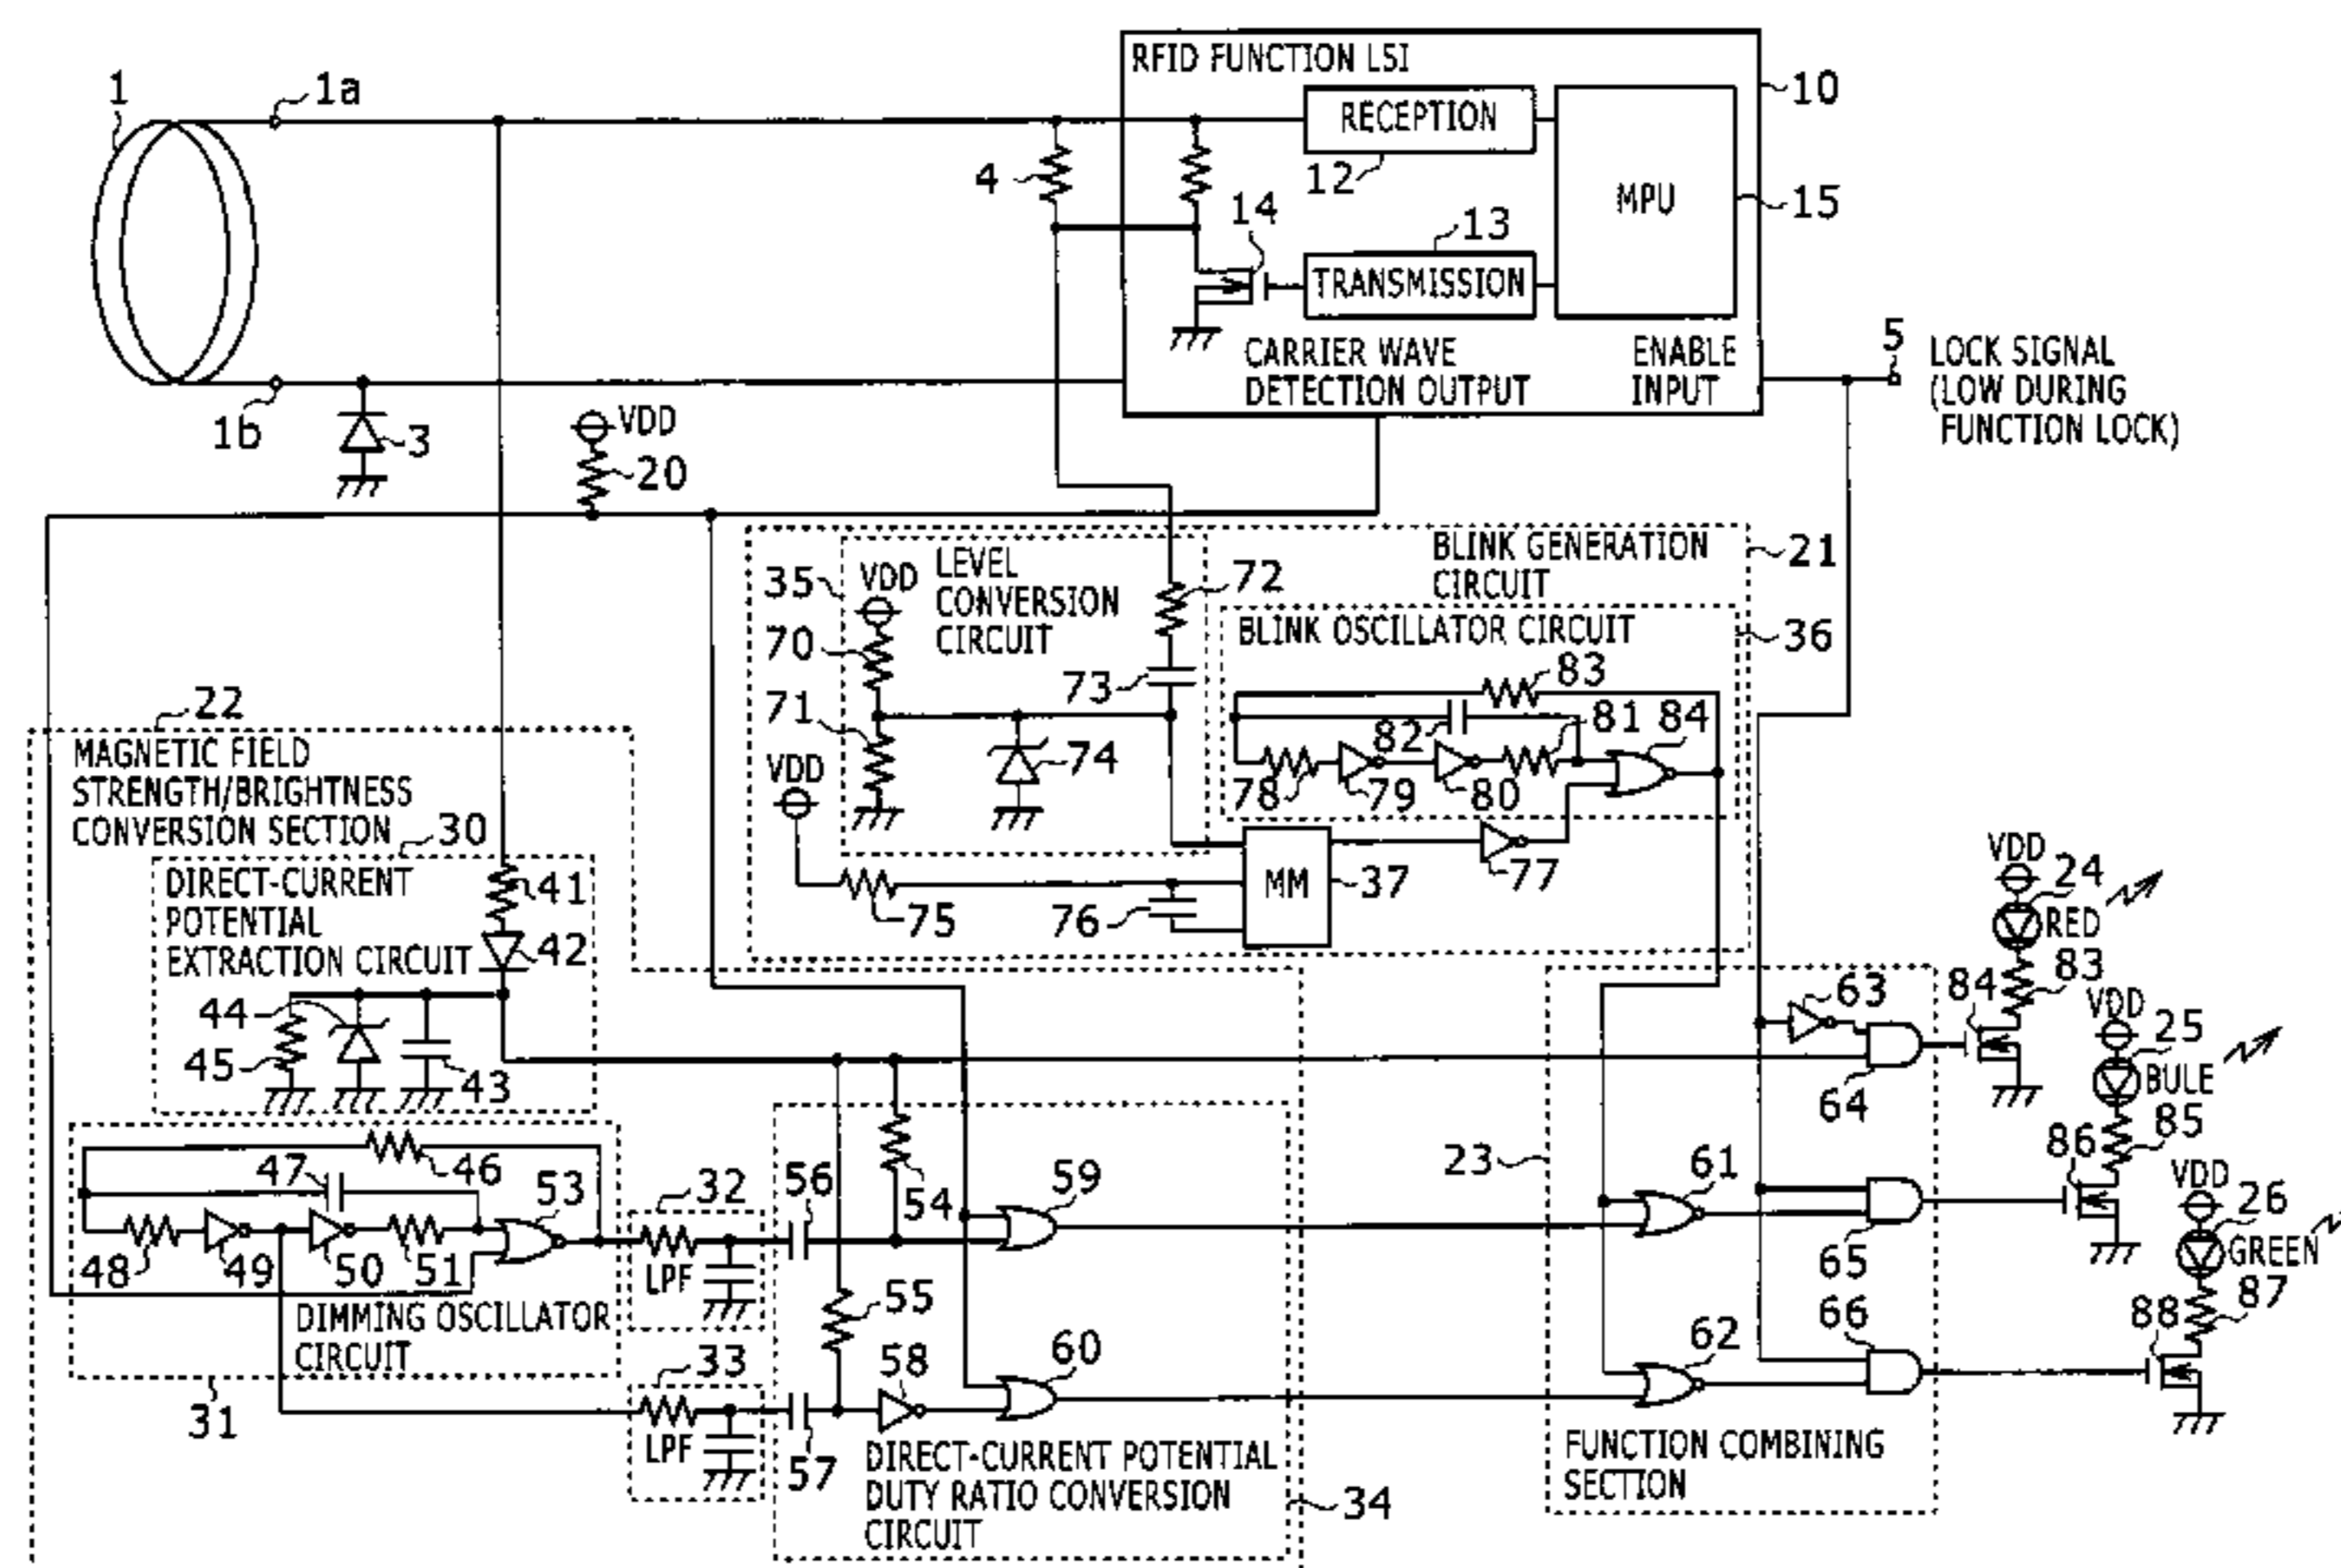 RFID FUNCTION LSI
1
1a
10
RECEPTION
4
12
MPU
15
14
13
TRANSMISSION
5
LOCK SIGNAL
(LOW DURING
FUNCTION LOCK)
CARRIER WAVE
DETECTION OUTPUT
ENABLE
INPUT
1b
3
VDD
20
BLINK GENERATION
CIRCUIT
21
35
VDD
LEVEL
CONVERSION
CIRCUIT
72
70
BLINK OSCILLATOR CIRCUIT
36
73
83
71
82
81
84
22
MAGNETIC FIELD
STRENGTH/BRIGHTNESS
CONVERSION SECTION
VDD
74
78
79
80
30
DIRECT-CURRENT
POTENTIAL
EXTRACTION CIRCUIT
41
42
75
76
MM
37
77
VDD
24
RED
83
84
63
VDD
25
BULE
85
44
45
43
64
86
23
VDD
26
GREEN
87
88
46
47
53
32
56
54
59
61
65
48
49
50
51
LPF
DIMMING OSCILLATOR
CIRCUIT
55
31
33
58
60
62
66
LPF
57
DIRECT-CURRENT POTENTIAL
DUTY RATIO CONVERSION
CIRCUIT
34
FUNCTION COMBINING
SECTION